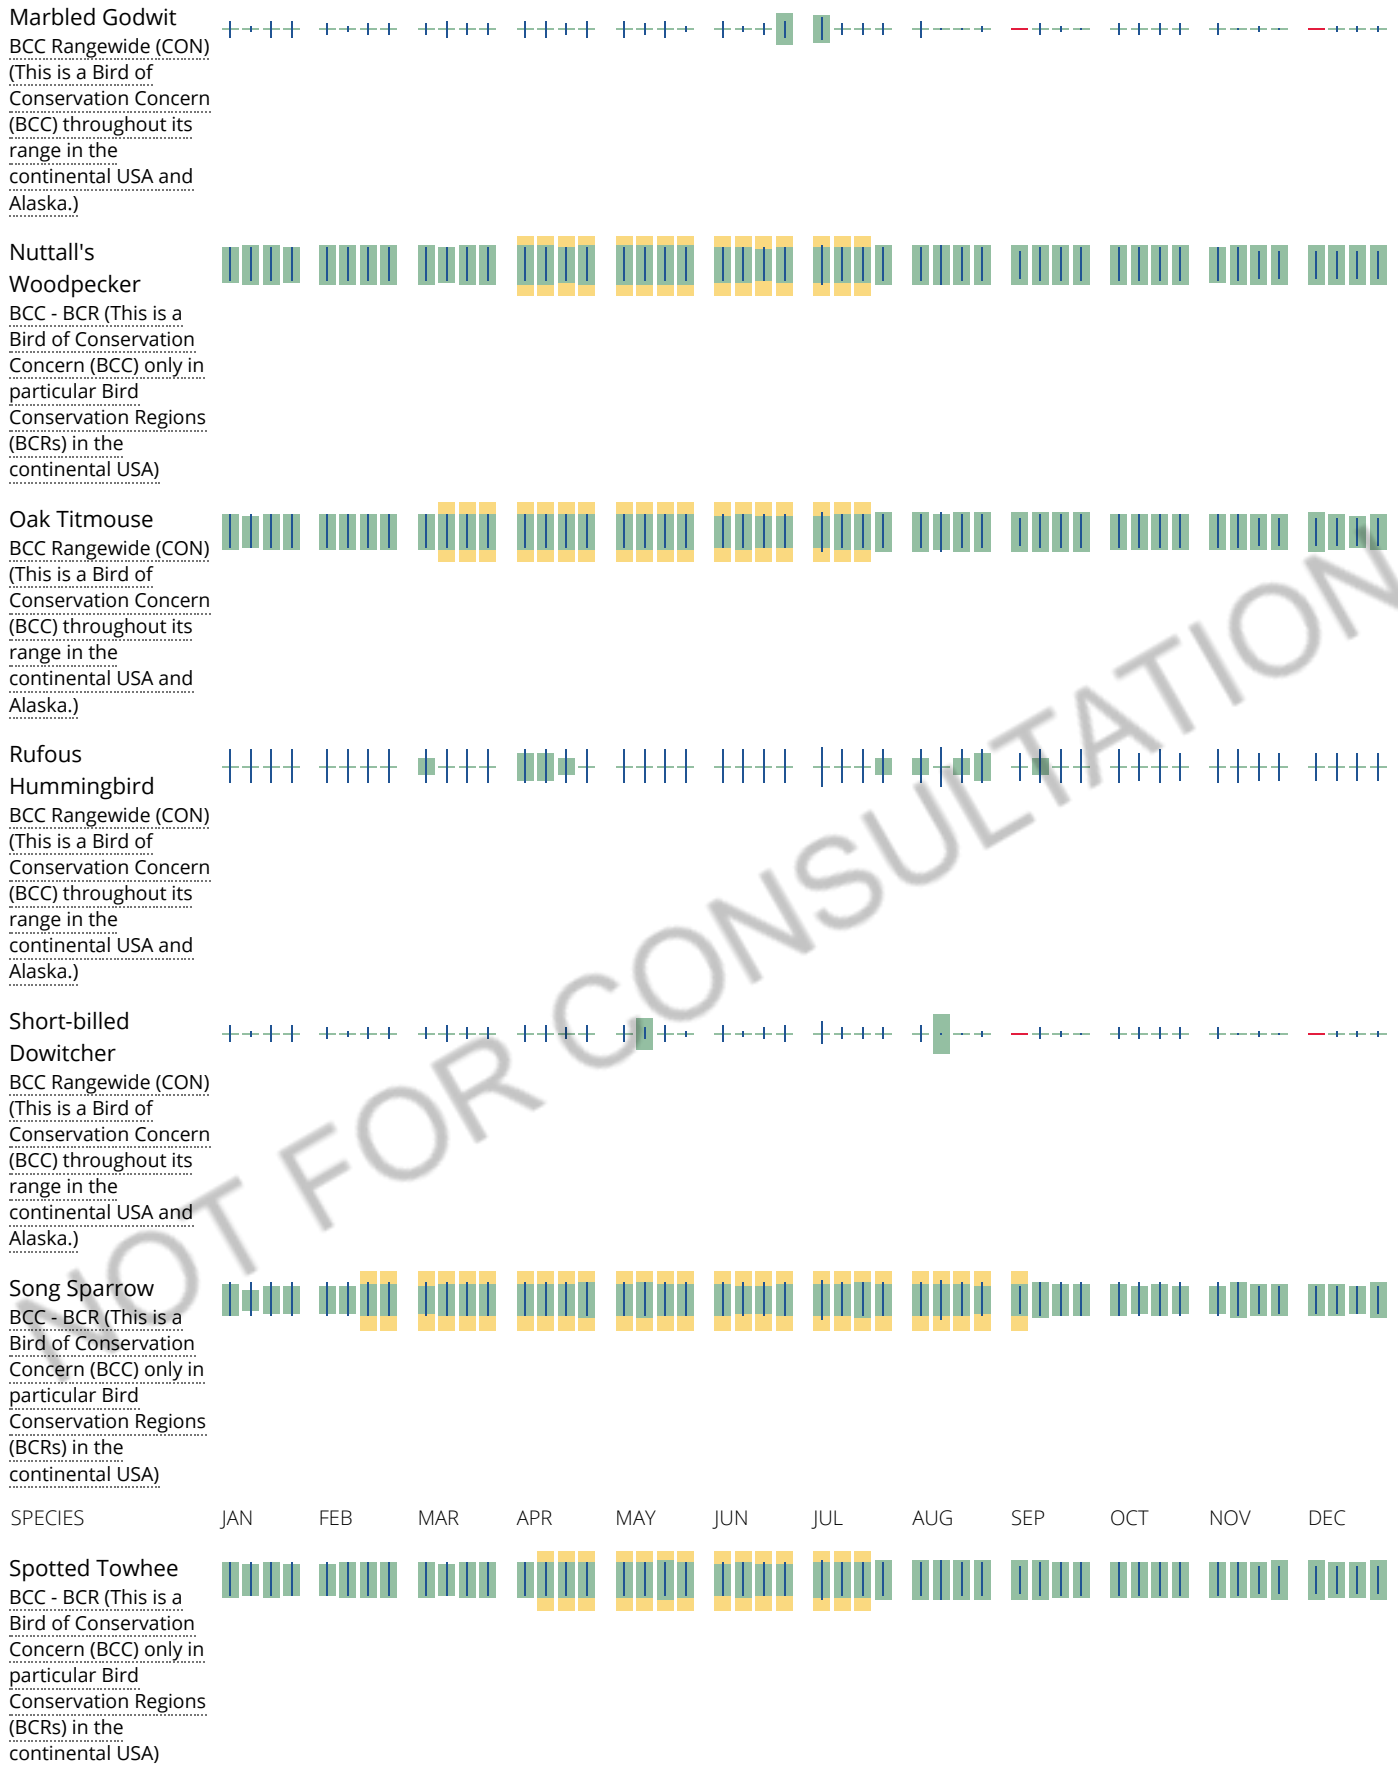 Marbled Godwit
BCC Rangewide (CON)
(This is a Bird of
Conservation Concern
(BCC) throughout its
range in the
continental USA and
Alaska.)
Nuttall's
Woodpecker
BCC - BCR (This is a
Bird of Conservation
Concern (BCC) only in
particular Bird
Conservation Regions
(BCRs) in the
continental USA)
Oak Titmouse
BCC Rangewide (CON)
(This is a Bird of
Conservation Concern
(BCC) throughout its
range in the
continental USA and
Alaska.)
Rufous
Hummingbird
BCC Rangewide (CON)
(This is a Bird of
Conservation Concern
(BCC) throughout its
range in the
continental USA and
Alaska.)
Short-billed
Dowitcher
BCC Rangewide (CON)
(This is a Bird of
Conservation Concern
(BCC) throughout its
range in the
continental USA and
Alaska.)
Song Sparrow
BCC - BCR (This is a
Bird of Conservation
Concern (BCC) only in
particular Bird
Conservation Regions
(BCRs) in the
continental USA)
SPECIES JAN FEB MAR APR MAY JUN JUL AUG SEP OCT NOV DEC
Spotted Towhee
BCC - BCR (This is a
Bird of Conservation
Concern (BCC) only in
particular Bird
Conservation Regions
(BCRs) in the
continental USA)
NOT FOR CONSULTATION